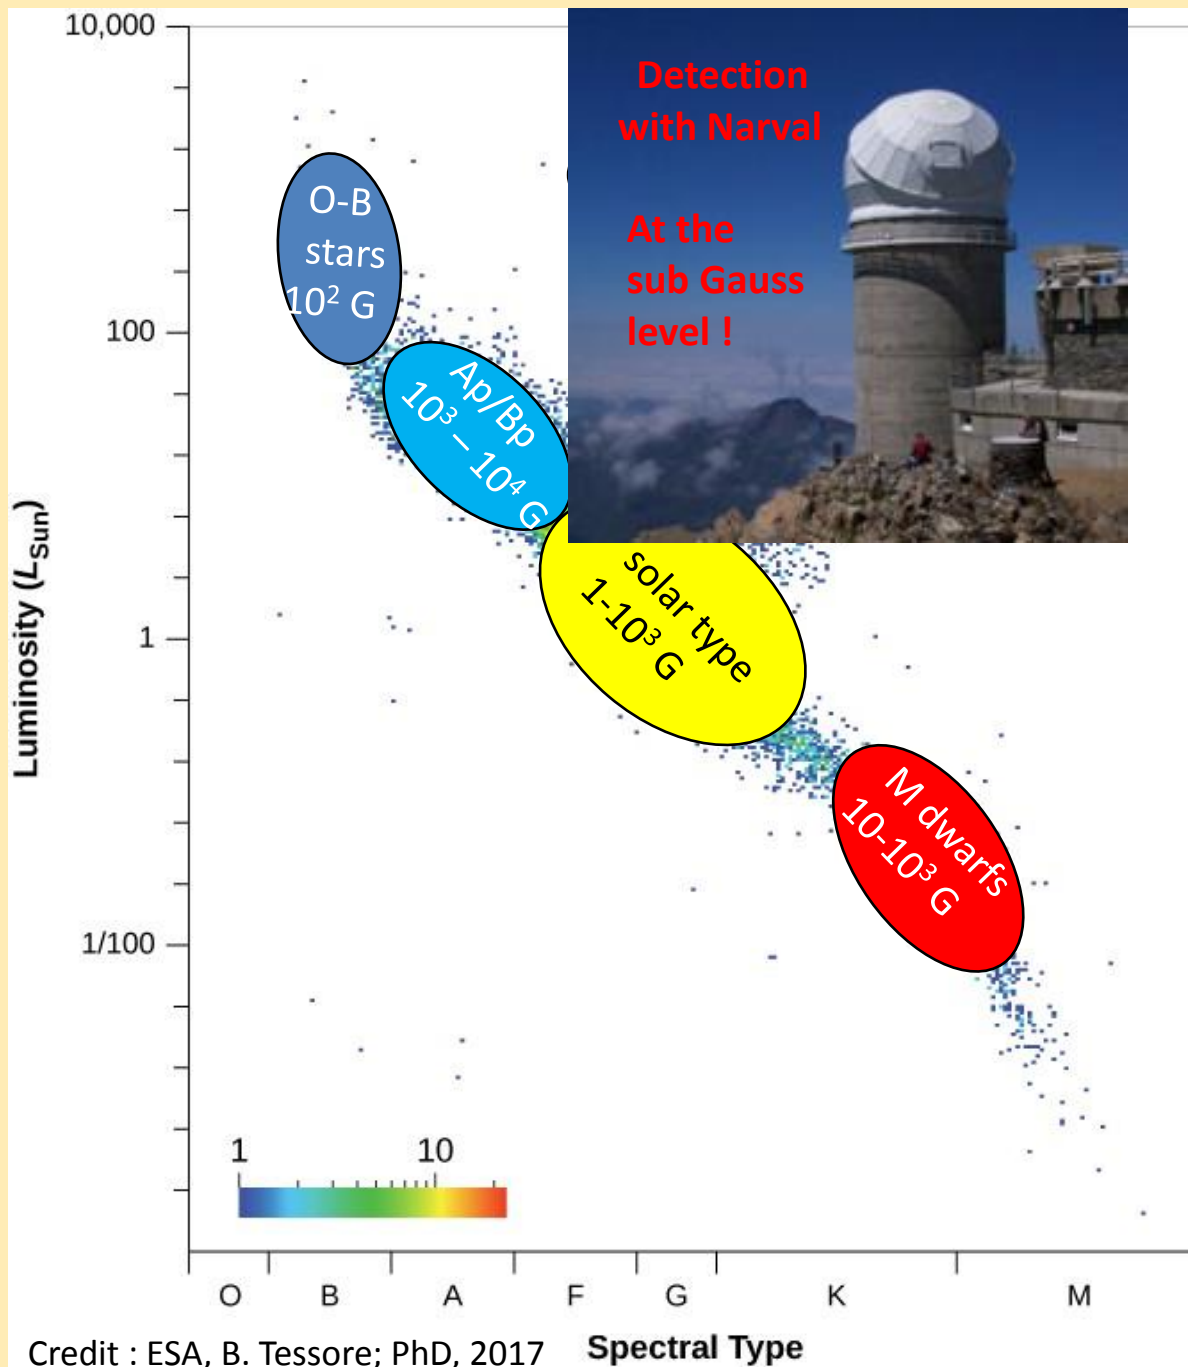 10,000
Detection
with Narval
At the
sub Gauss
level !
O-B
stars
10² G
100
Ap/Bp
10³ – 10⁴ G
solar type
1-10³ G
1
M dwarfs
10-10³ G
1/100
Luminosity (L_Sun)
1 10
O B A F G K M
Spectral Type
Credit : ESA, B. Tessore; PhD, 2017